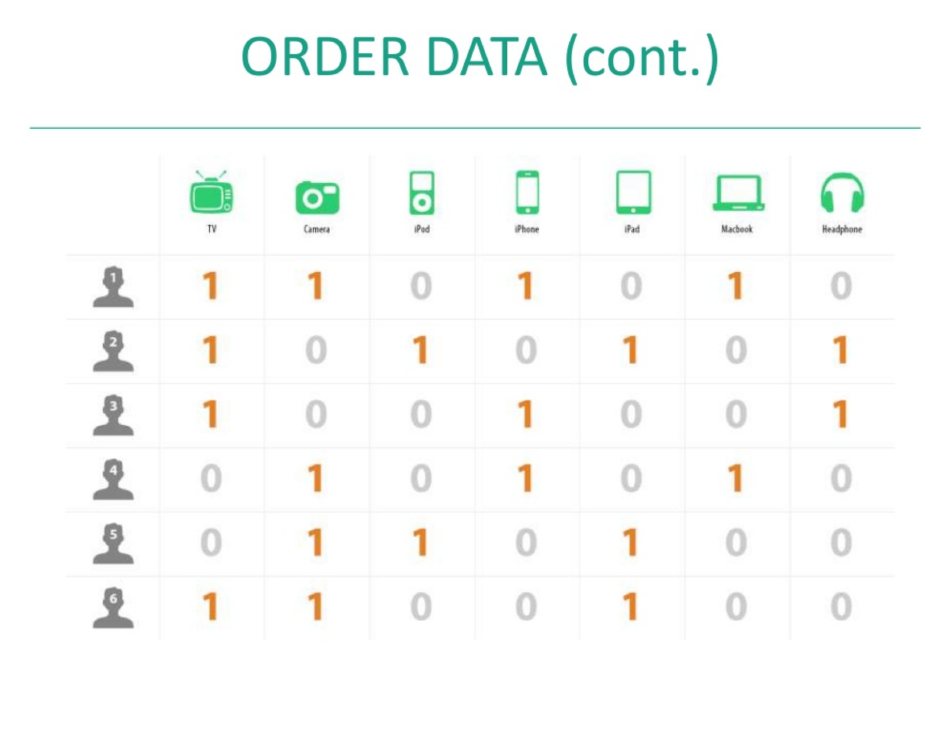 ORDER DATA (cont.)
TV Camera iPod iPhone iPad Macbook Headphone
1 1 1 0 1 0 1 0
2 1 0 1 0 1 0 1
3 1 0 0 1 0 0 1
4 0 1 0 1 0 1 0
5 0 1 1 0 1 0 0
6 1 1 0 0 1 0 0